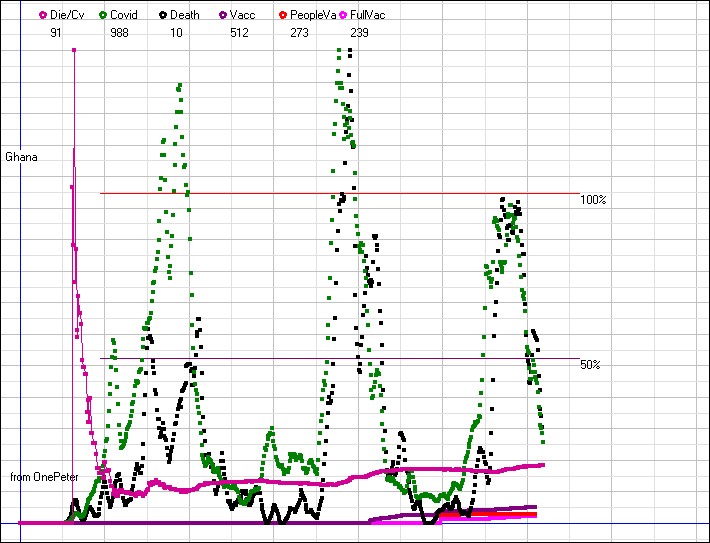 Die/Cv Covid Death Vacc PeopleVa FullVac
91 988 10 512 273 239
Ghana
100%
50%
from OnePeter